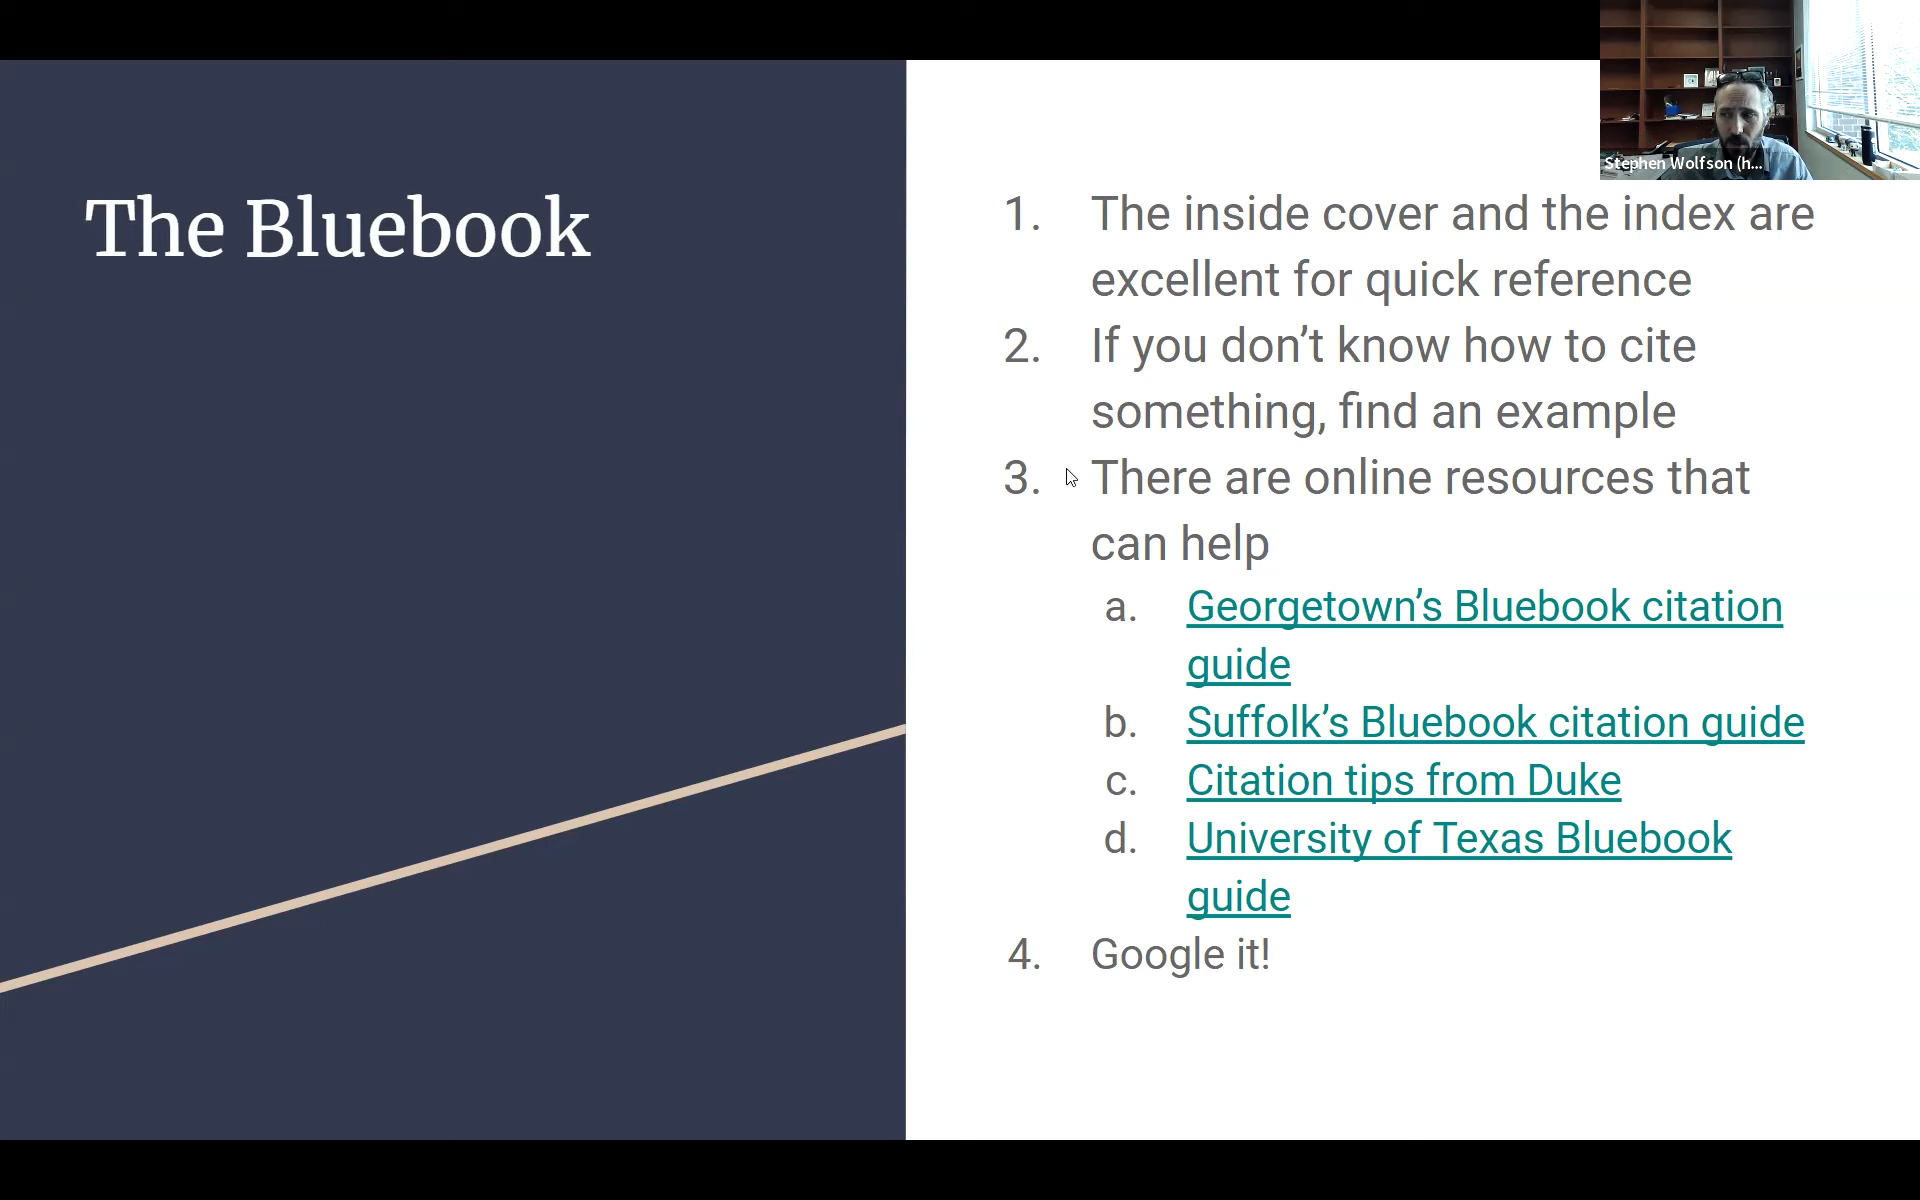 Stephen Wolfson (h...
The Bluebook
1. The inside cover and the index are
excellent for quick reference
2. If you don’t know how to cite
something, find an example
3. There are online resources that
can help
a. Georgetown’s Bluebook citation
guide
b. Suffolk’s Bluebook citation guide
c. Citation tips from Duke
d. University of Texas Bluebook
guide
4. Google it!